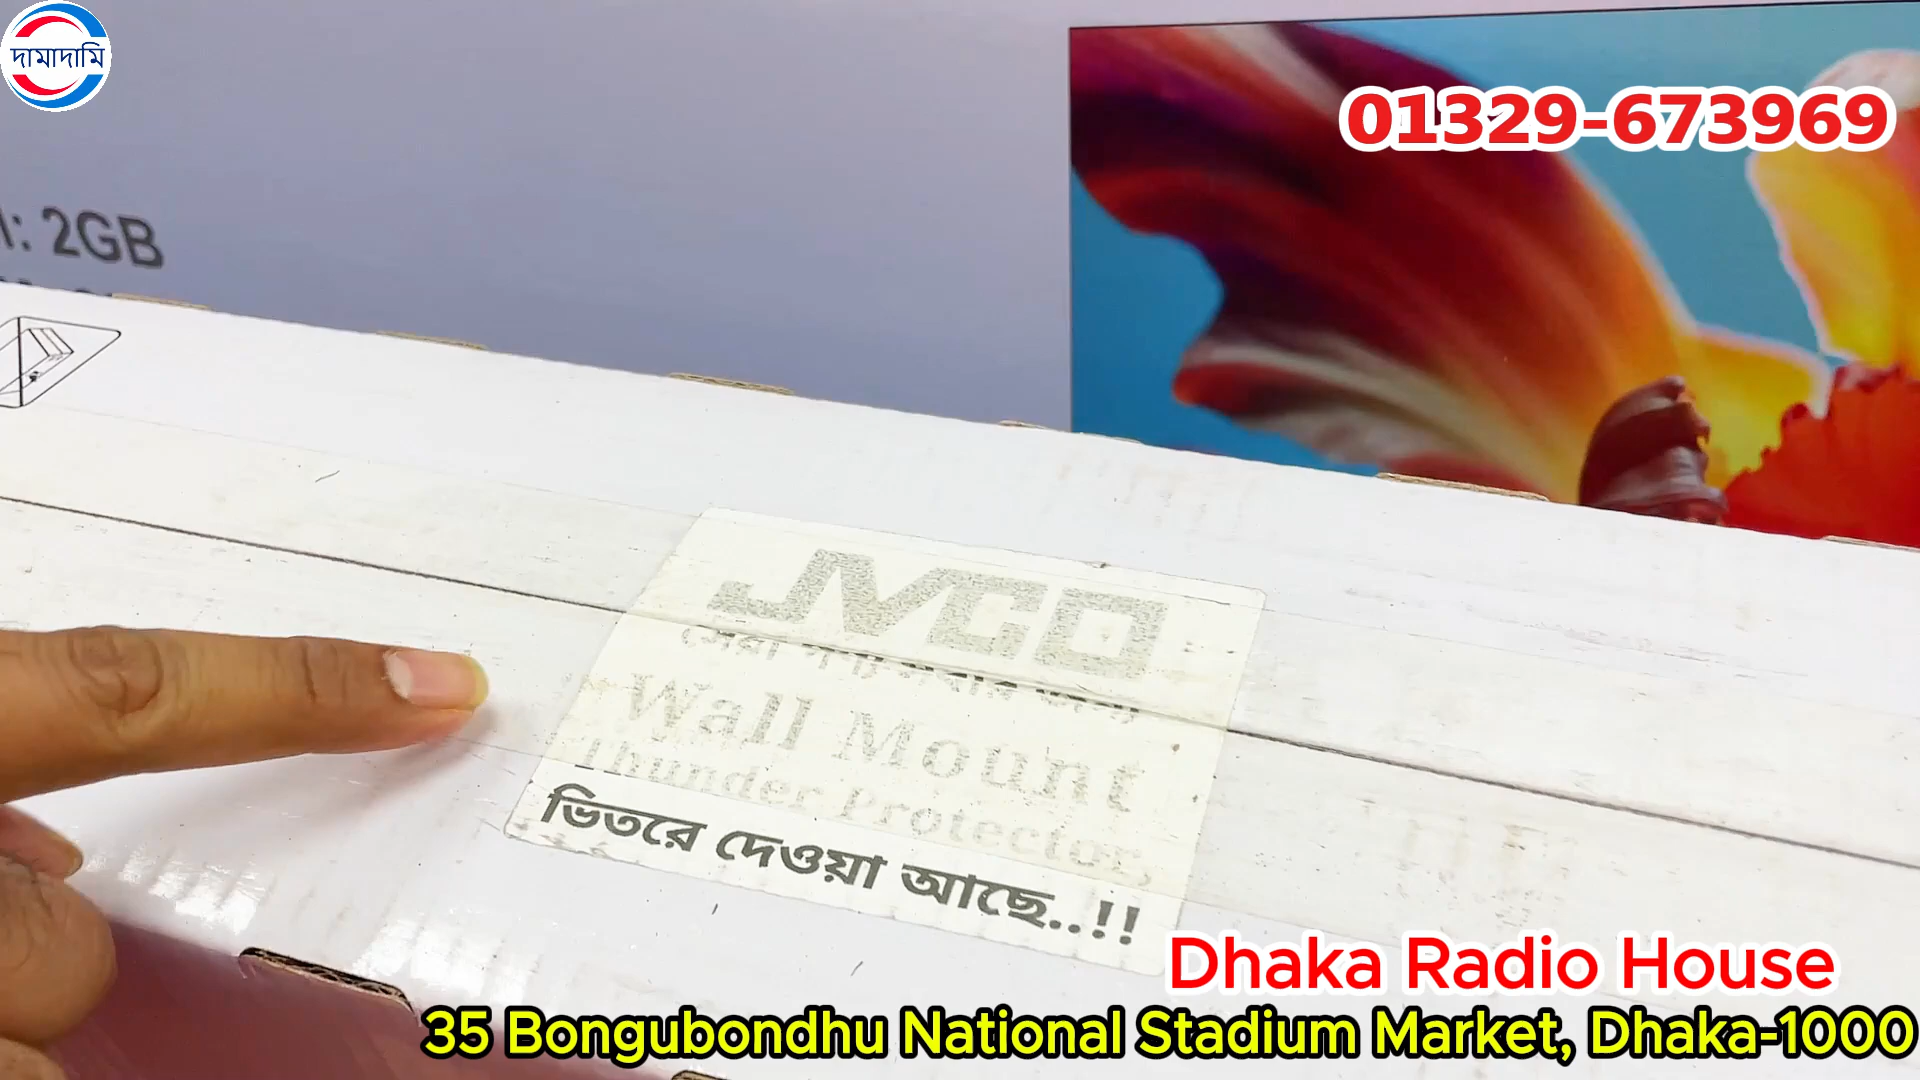 দামাদামি
01329-673969
: 2GB
JVCO
Wall Mount
Thunder Protector,
ভিতরে দেওয়া আছে..!!
Dhaka Radio House
35 Bongubondhu National Stadium Market, Dhaka-1000